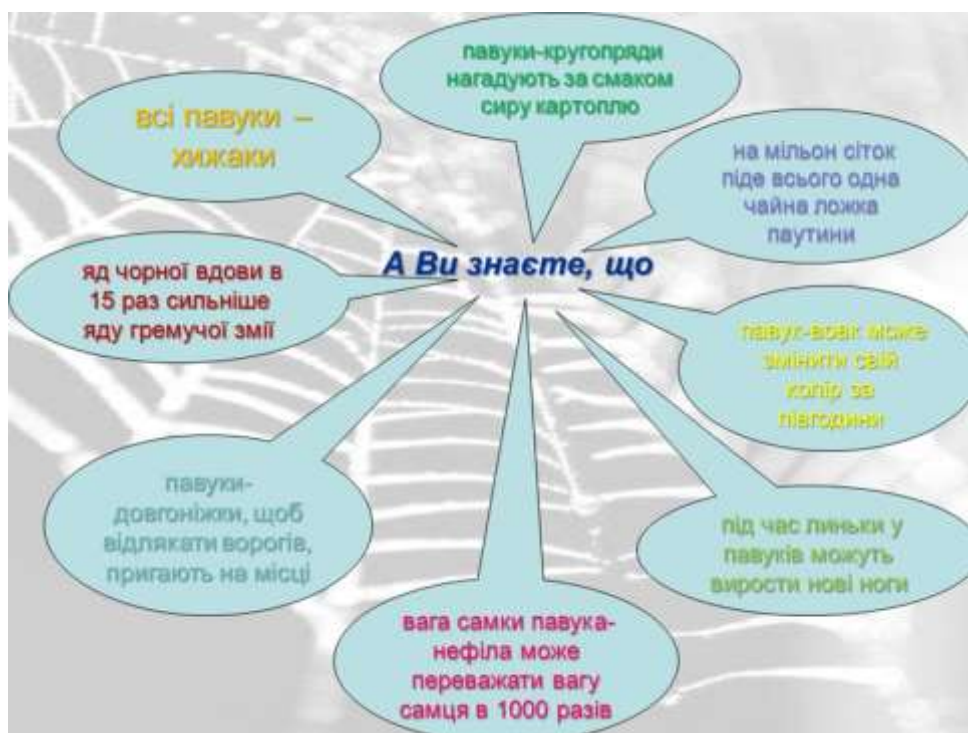 павуки-кругопряди
нагадують за смаком
сиру картоплю
всі павуки –
хижаки
на мільон сіток
піде всього одна
чайна ложка
паутини
А Ви знаєте, що
яд чорної вдови в
15 раз сильніше
яду гремучої змії
павук-вовк може
змінити свій
копір за
півгодини
павуки-
довгоніжки, щоб
відлякати ворогів,
пригають на місці
під час линьки у
павуків можуть
вирости нові ноги
вага самки павука-
нефіла може
переважати вагу
самця в 1000 разів